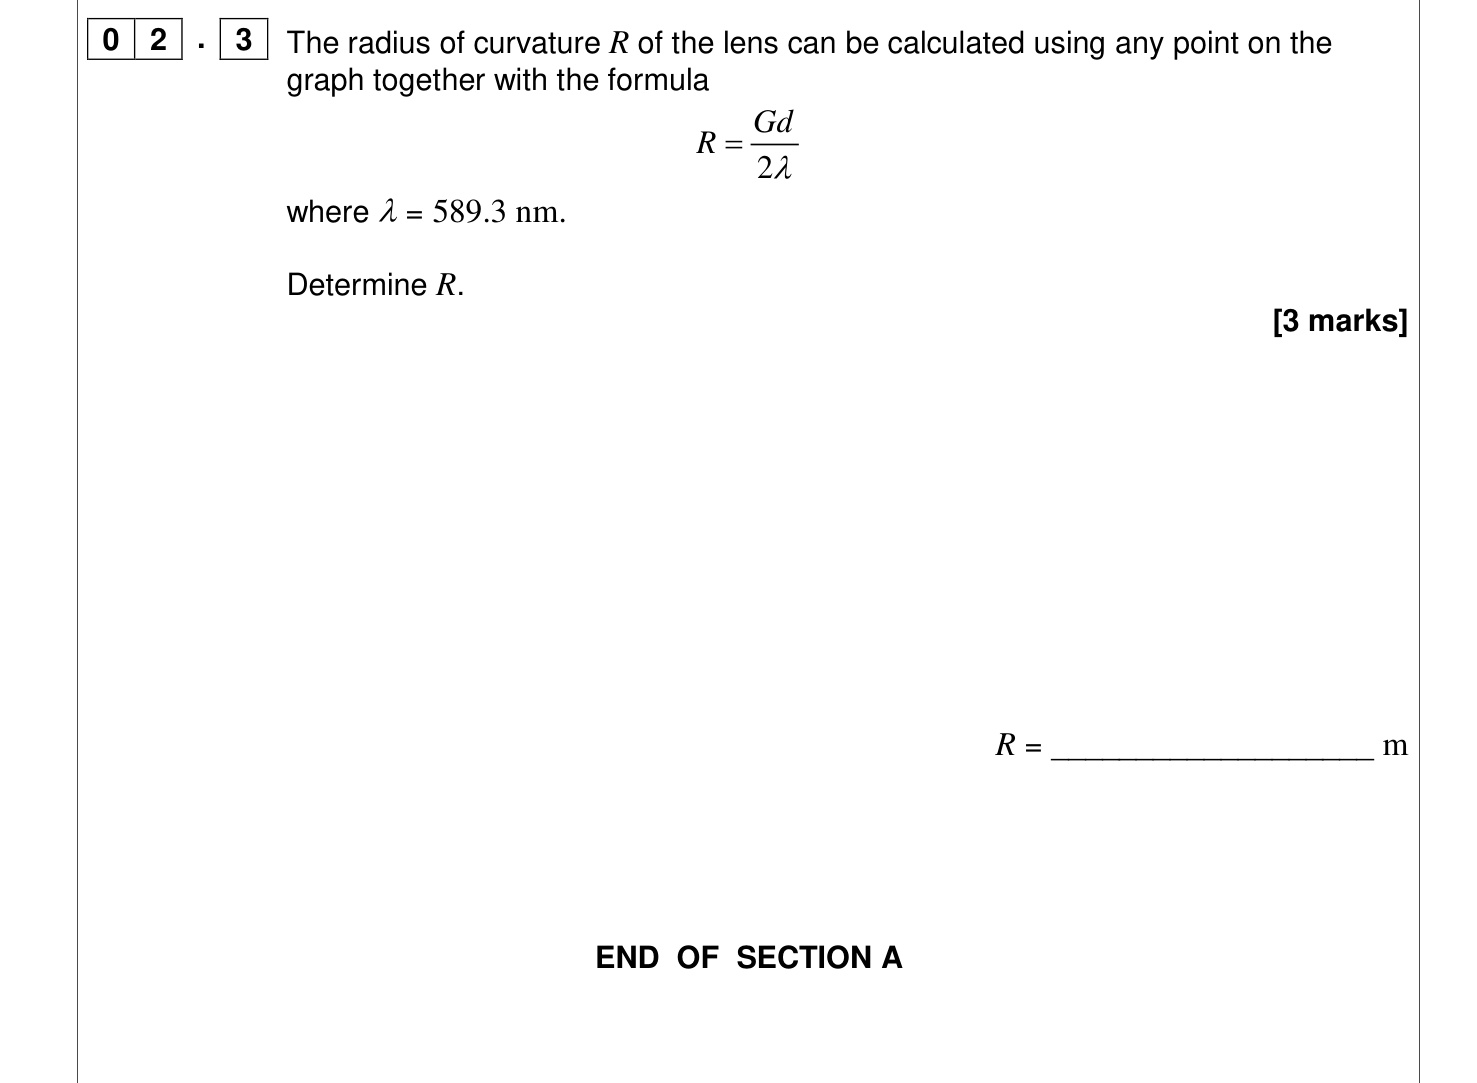 0 2 . 3 The radius of curvature R of the lens can be calculated using any point on the
graph together with the formula
R = Gd / 2λ
where λ = 589.3 nm.
Determine R.
[3 marks]
R = ____________________ m
END OF SECTION A